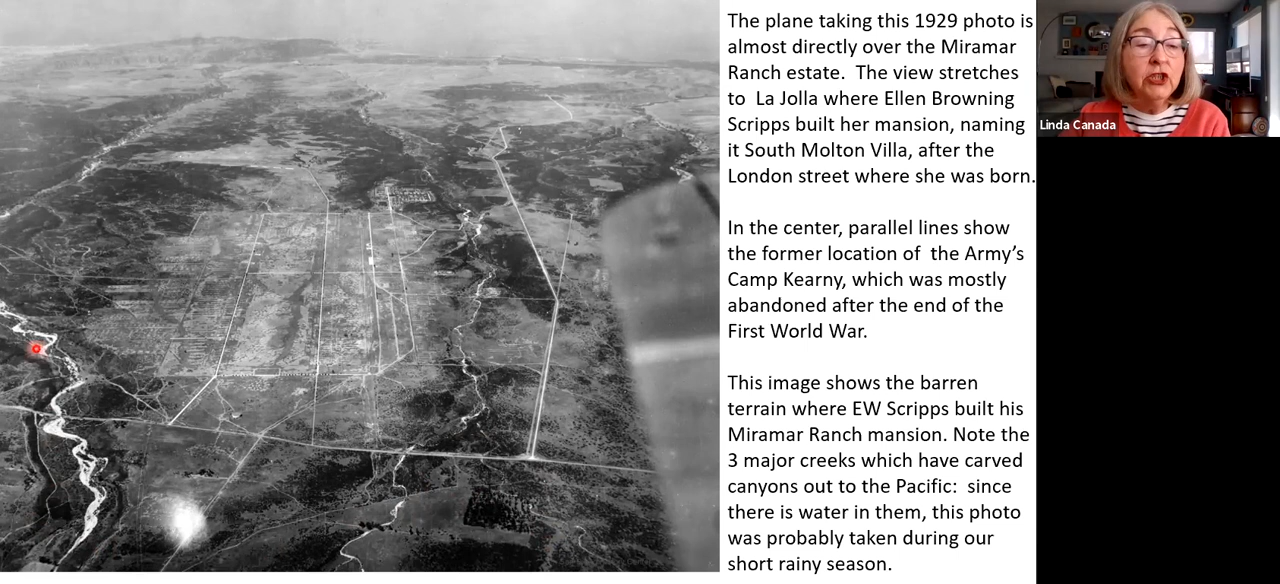 The plane taking this 1929 photo is
almost directly over the Miramar
Ranch estate.  The view stretches
to  La Jolla where Ellen Browning
Scripps built her mansion, naming
it South Molton Villa, after the
London street where she was born.
In the center, parallel lines show
the former location of  the Army’s
Camp Kearny, which was mostly
abandoned after the end of the
First World War.
This image shows the barren
terrain where EW Scripps built his
Miramar Ranch mansion. Note the
3 major creeks which have carved
canyons out to the Pacific:  since
there is water in them, this photo
was probably taken during our
short rainy season.
Linda Canada